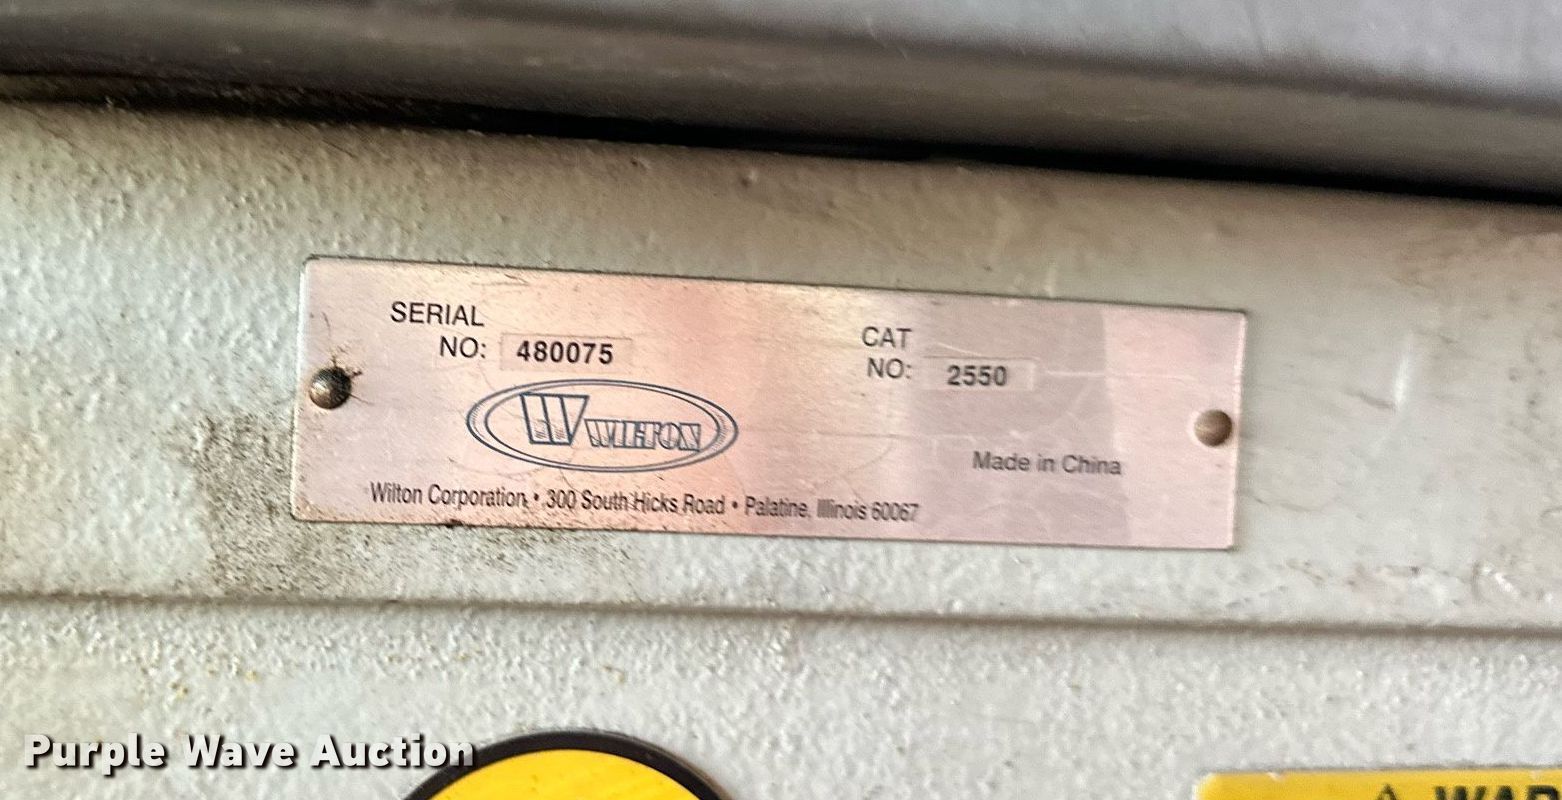 SERIAL
NO: 480075
CAT
NO: 2550
W WILTON
Made in China
Wilton Corporation • 300 South Hicks Road • Palatine, Illinois 60067
Purple Wave Auction